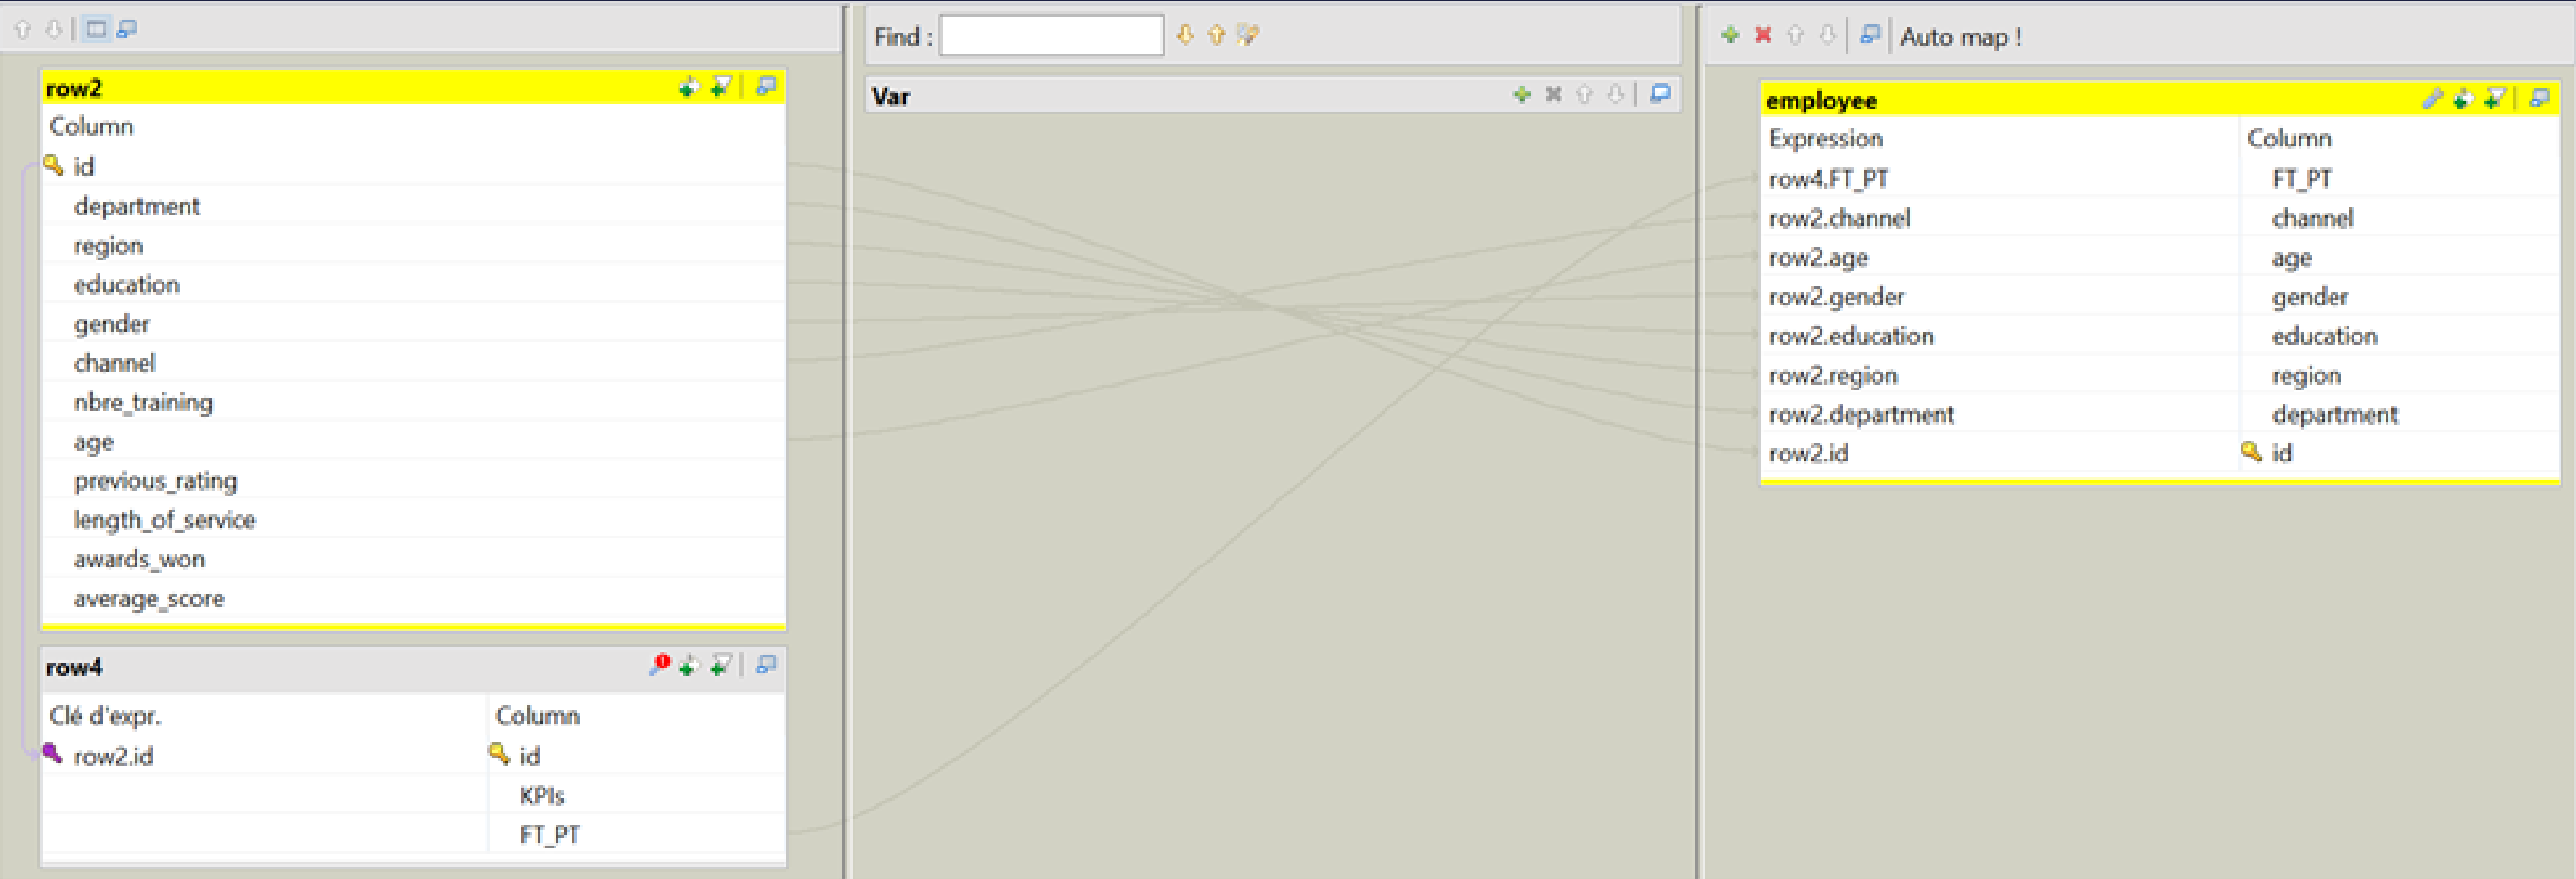 row2
Column
id
department
region
education
gender
channel
nbre_training
age
previous_rating
length_of_service
awards_won
average_score
row4
Clé d'expr. Column
row2.id id
KPIs
FT_PT
Find :
Var
Auto map !
employee
Expression Column
row4.FT_PT FT_PT
row2.channel channel
row2.age age
row2.gender gender
row2.education education
row2.region region
row2.department department
row2.id id